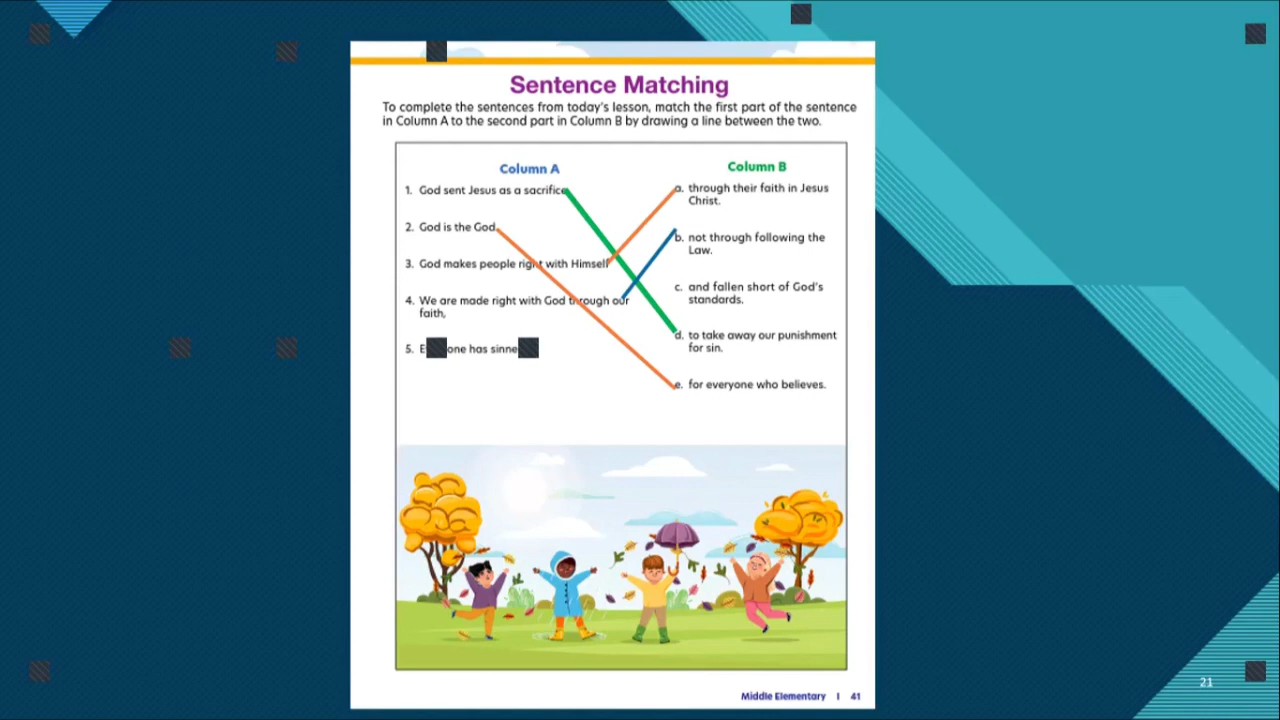 Sentence Matching
To complete the sentences from today's lesson, match the first part of the sentence
in Column A to the second part in Column B by drawing a line between the two.
Column A
1. God sent Jesus as a sacrifice
2. God is the God
3. God makes people right with Himself
4. We are made right with God through our
faith,
5. one has
Column B
a. through their faith in Jesus
Christ.
b. not through following the
Law.
c. and fallen short of God's
standards.
d. to take away our punishment
for sin.
e. for everyone who believes.
Middle Elementary | 41
21